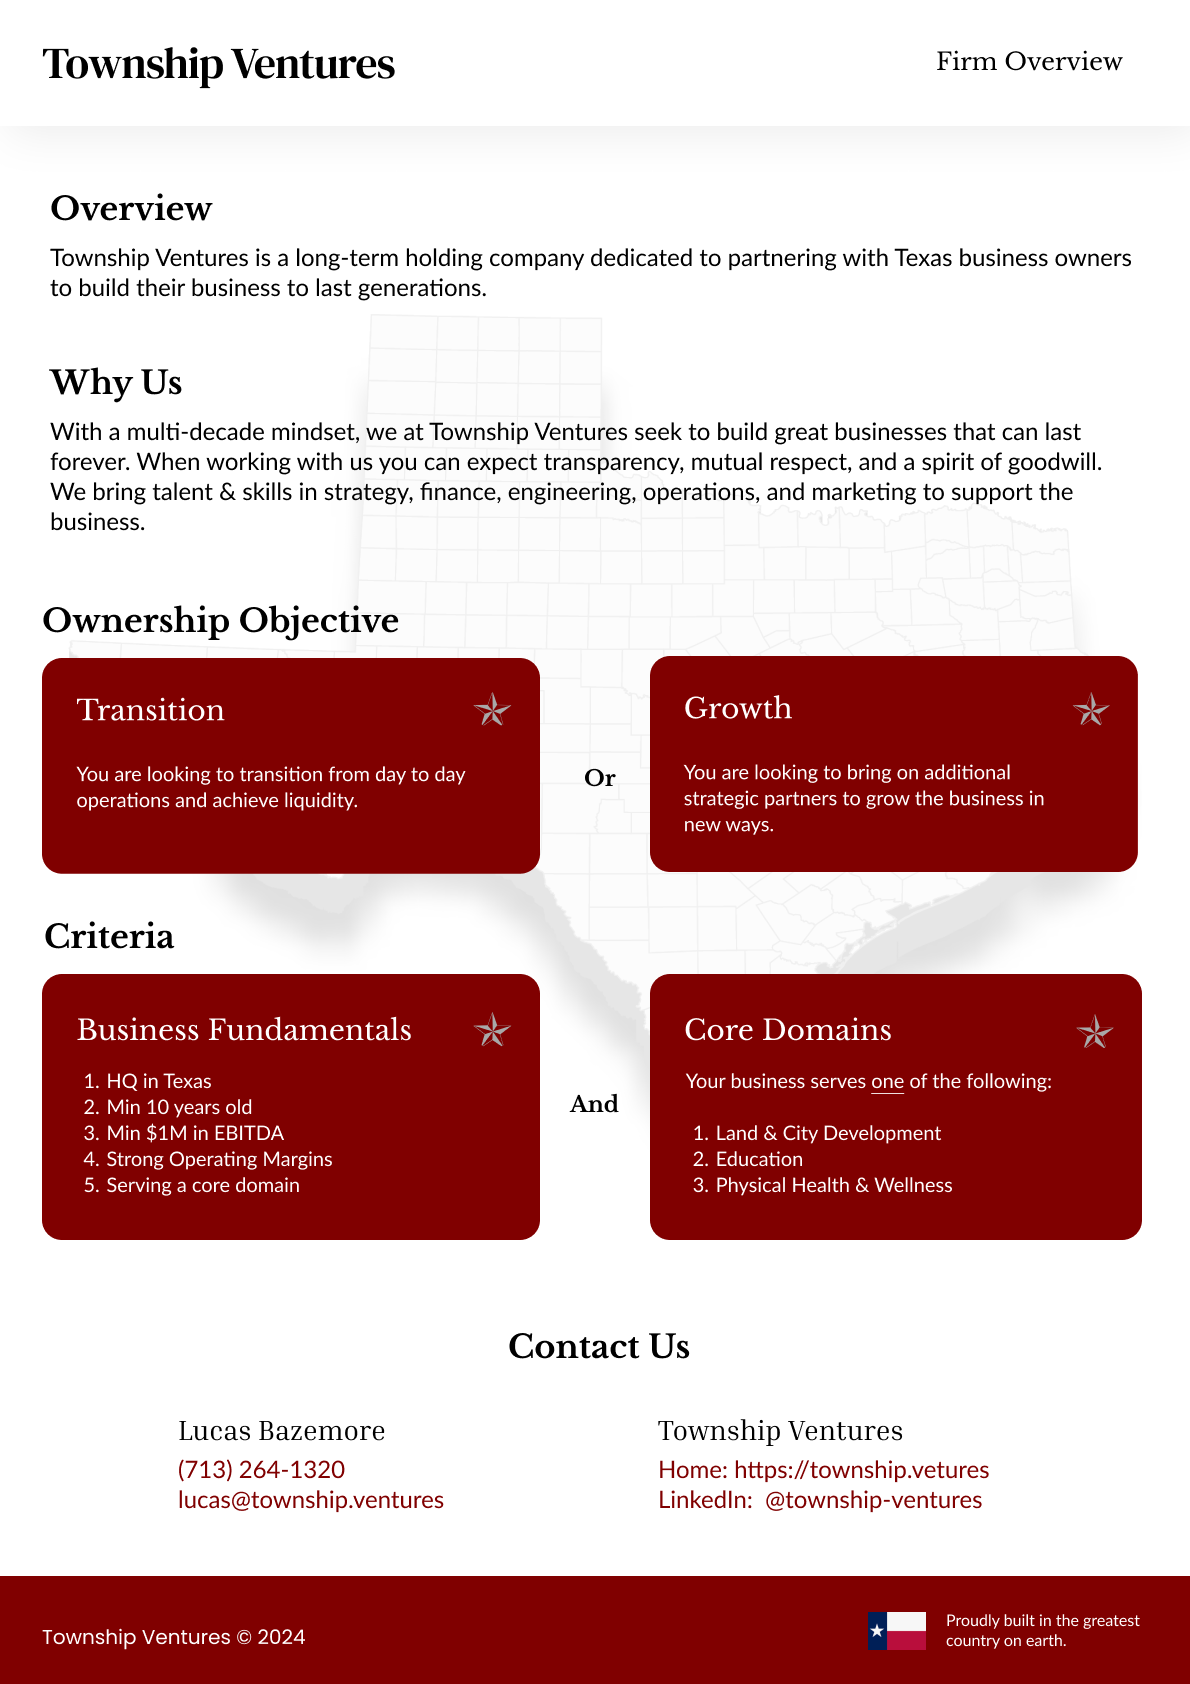 Township Ventures
Firm Overview
Overview
Township Ventures is a long-term holding company dedicated to partnering with Texas business owners
to build their business to last generations.
Why Us
With a multi-decade mindset, we at Township Ventures seek to build great businesses that can last
forever. When working with us you can expect transparency, mutual respect, and a spirit of goodwill.
We bring talent & skills in strategy, finance, engineering, operations, and marketing to support the
business.
Ownership Objective
Transition
You are looking to transition from day to day
operations and achieve liquidity.
Or
Growth
You are looking to bring on additional
strategic partners to grow the business in
new ways.
Criteria
Business Fundamentals
1. HQ in Texas
2. Min 10 years old
3. Min $1M in EBITDA
4. Strong Operating Margins
5. Serving a core domain
And
Core Domains
Your business serves one of the following:
1. Land & City Development
2. Education
3. Physical Health & Wellness
Contact Us
Lucas Bazemore
(713) 264-1320
lucas@township.ventures
Township Ventures
Home: https://township.vetures
LinkedIn: @township-ventures
Township Ventures © 2024
Proudly built in the greatest
country on earth.